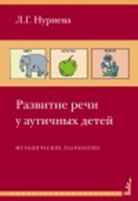 Л.Г. Нуриева
Развитие речи
у аутичных детей
МЕТОДИЧЕСКИЕ РАЗРАБОТКИ